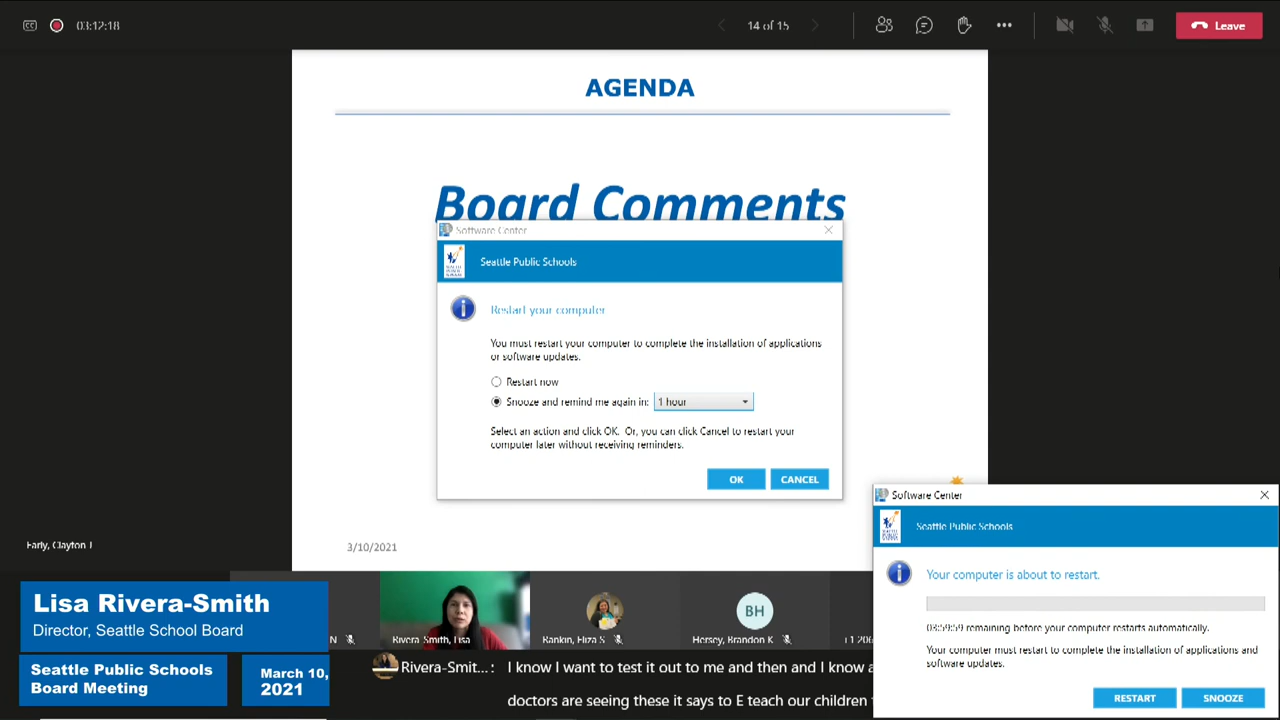 03:12:18
14 of 15
Leave
AGENDA
Board Comments
Software Center
Seattle Public Schools
Restart your computer
You must restart your computer to complete the installation of applications
or software updates.
Restart now
Snooze and remind me again in: 1 hour
Select an action and click OK. Or, you can click Cancel to restart your
computer later without receiving reminders.
OK
CANCEL
3/10/2021
Early, Clayton J
Software Center
Seattle Public Schools
Your computer is about to restart.
03:59:59 remaining before your computer restarts automatically.
Your computer must restart to complete the installation of applications and
software updates.
RESTART
SNOOZE
Lisa Rivera-Smith
Director, Seattle School Board
Seattle Public Schools
Board Meeting
March 10,
2021
N
Rivera-Smith, Lisa
Rankin, Eliza S
BH
Hersey, Brandon K
+1 206
Rivera-Smit... : I know I want to test it out to me and then and I know a
doctors are seeing these it says to E teach our children